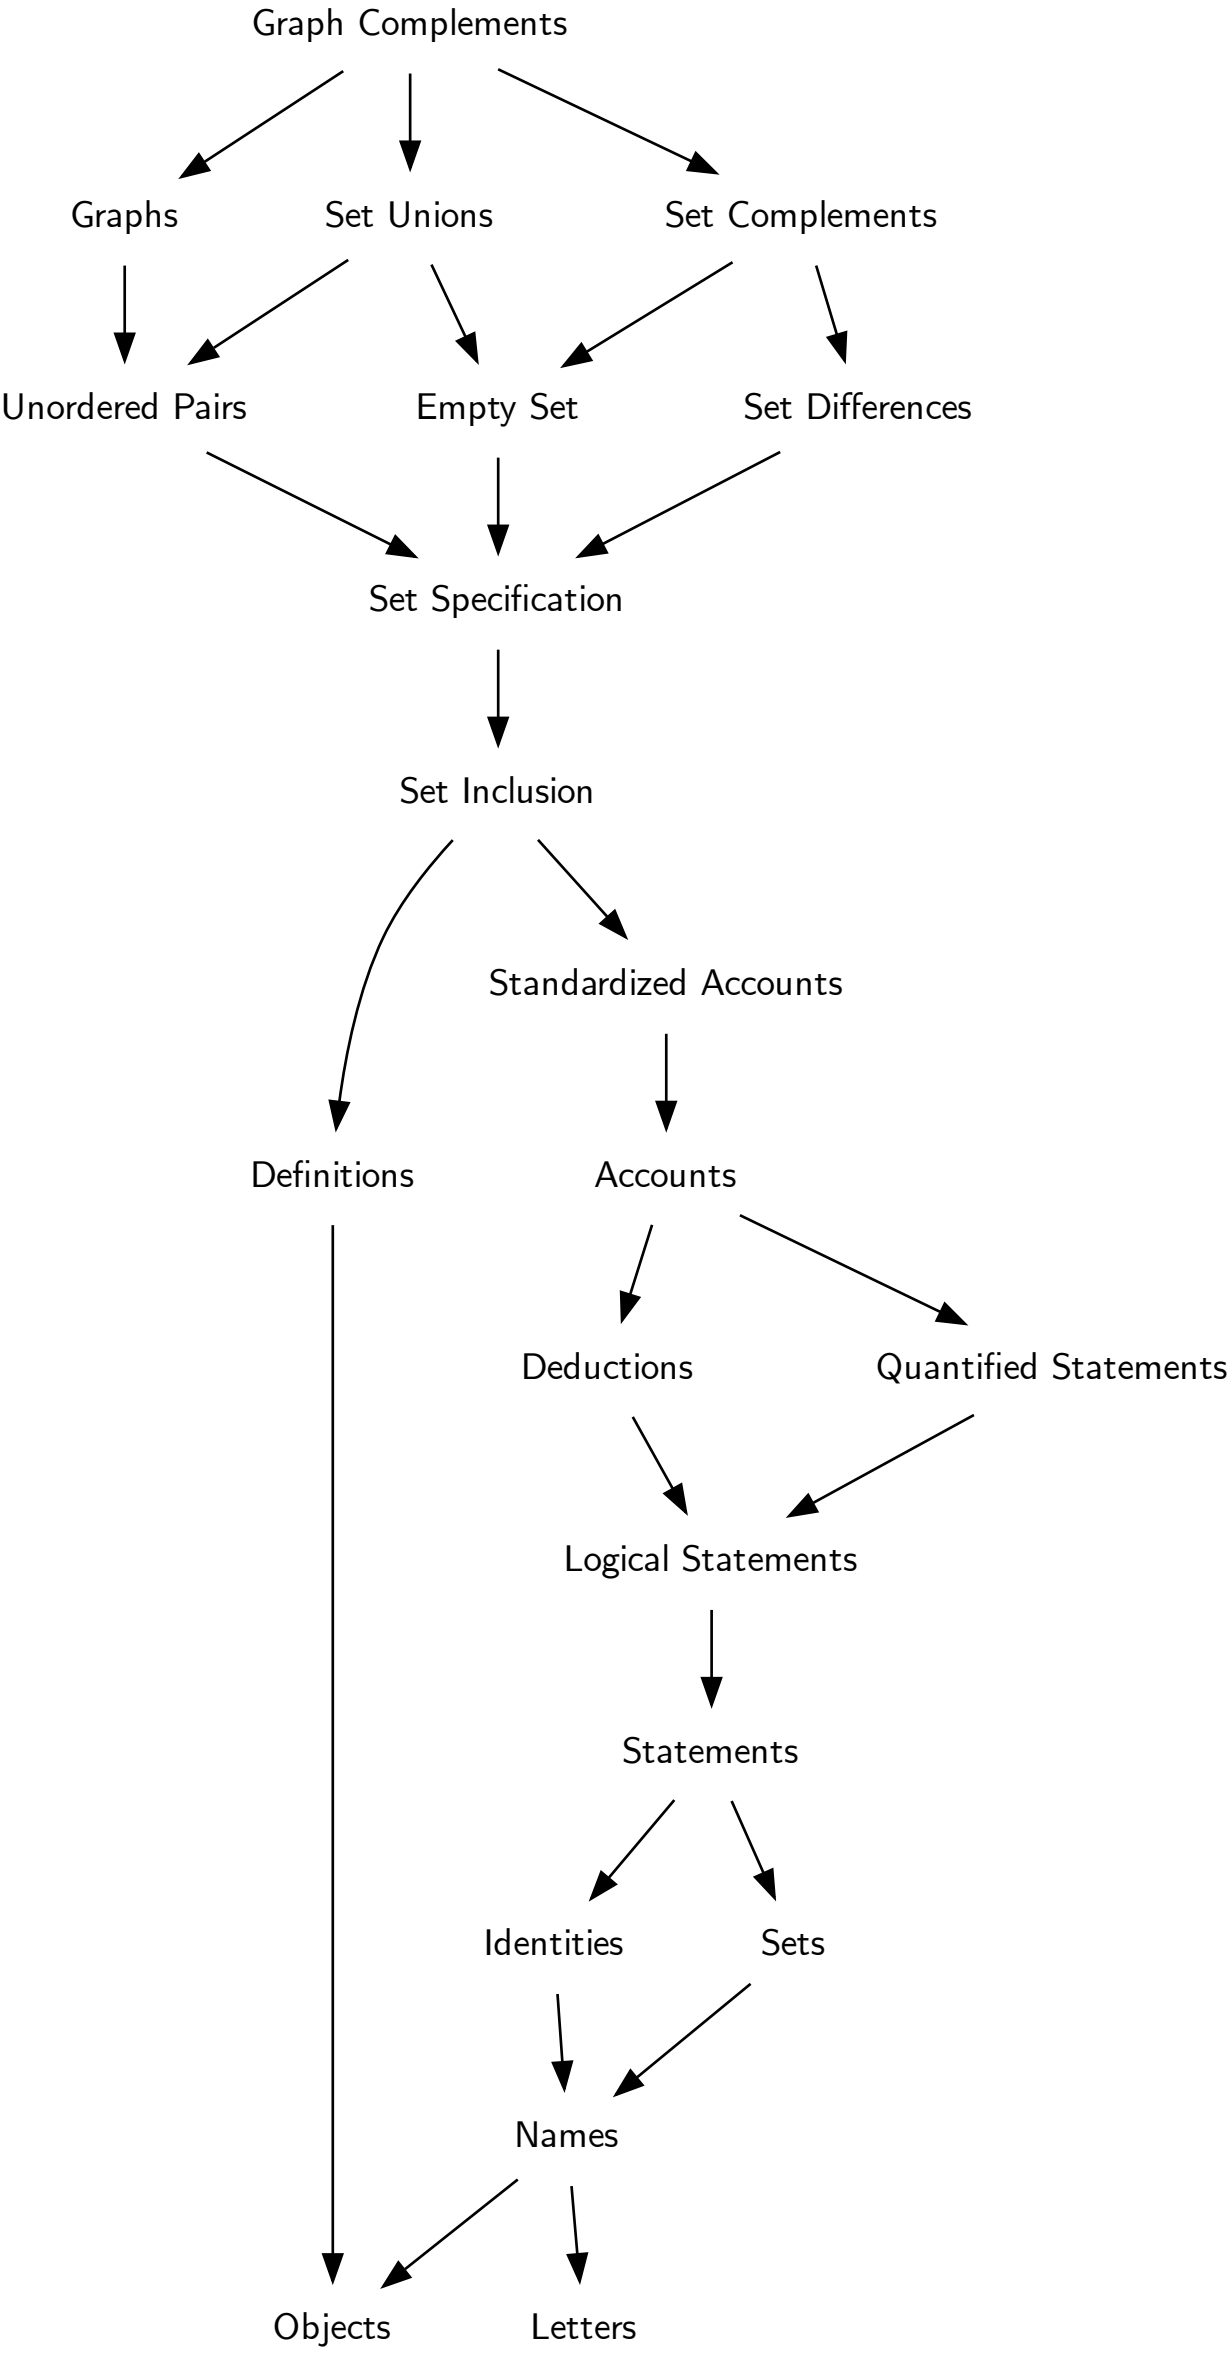 Graph Complements
Graphs
Set Unions
Set Complements
Unordered Pairs
Empty Set
Set Differences
Set Specification
Set Inclusion
Standardized Accounts
Definitions
Accounts
Deductions
Quantified Statements
Logical Statements
Statements
Identities
Sets
Names
Objects
Letters